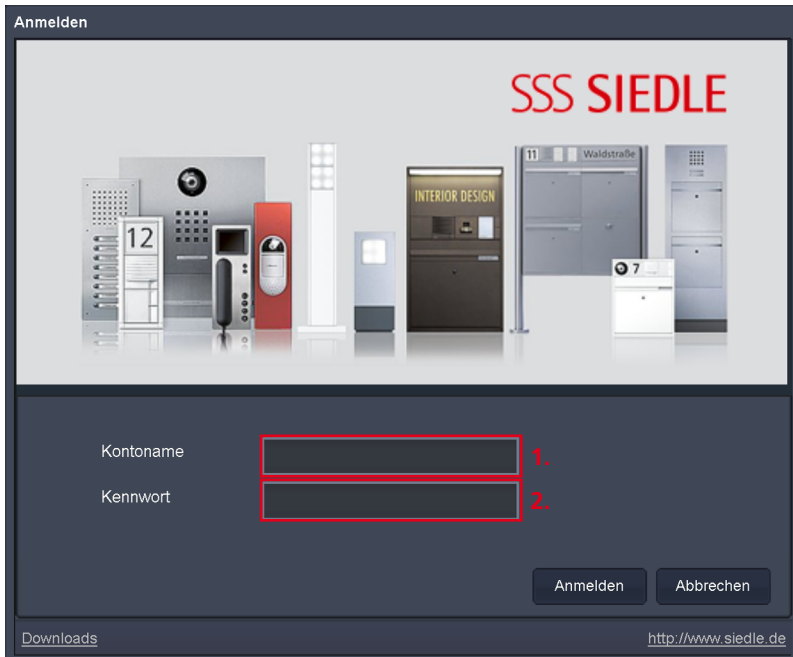 Anmelden
SSS SIEDLE
11 Waldstraße
INTERIOR DESIGN
12
7
Kontoname
1.
Kennwort
2.
Anmelden Abbrechen
Downloads http://www.siedle.de